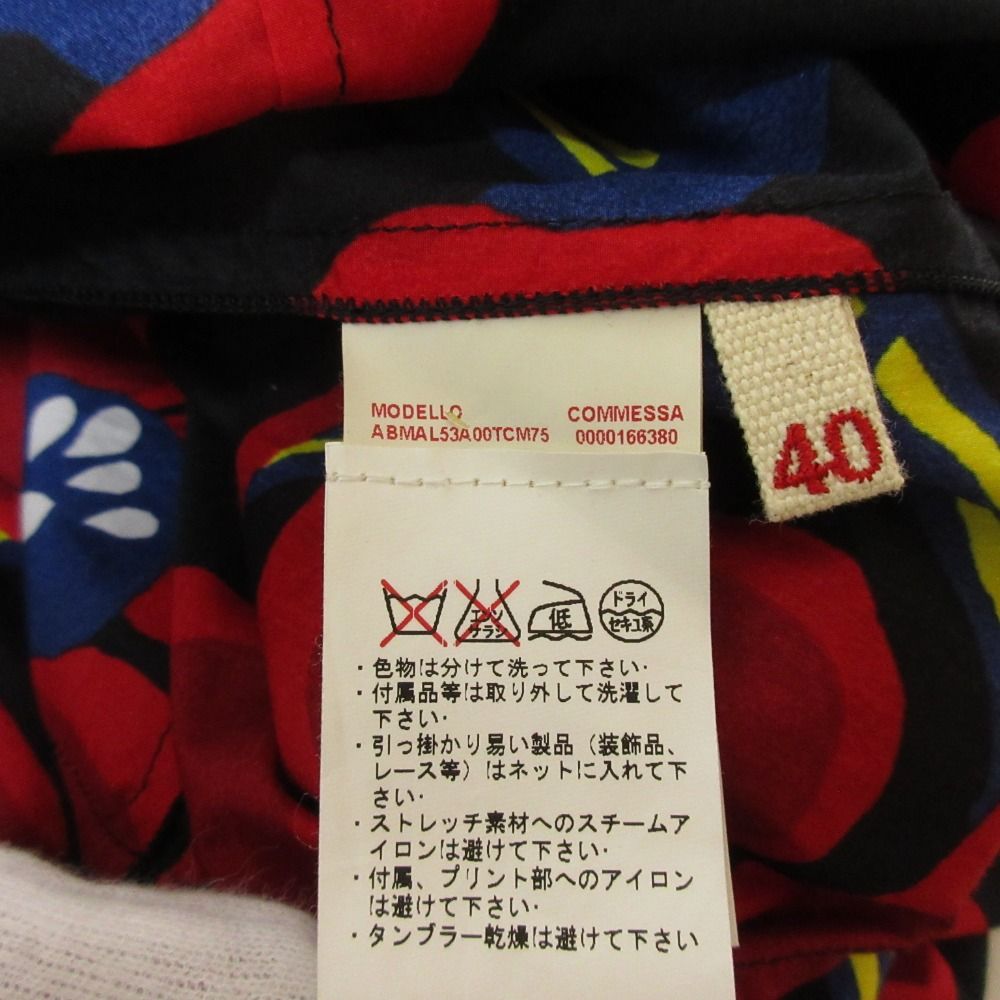 MODELLO COMMESSA
ABMAL53A00TCM75 0000166380
40
エンソ
サラシ
低
ドライ
セキユ系
・色物は分けて洗って下さい・
・付属品等は取り外して洗濯して
下さい・
・引っ掛かり易い製品（装飾品、
レース等）はネットに入れて下
さい・
・ストレッチ素材へのスチームア
イロンは避けて下さい・
・付属、プリント部へのアイロン
は避けて下さい・
・タンブラー乾燥は避けて下さい